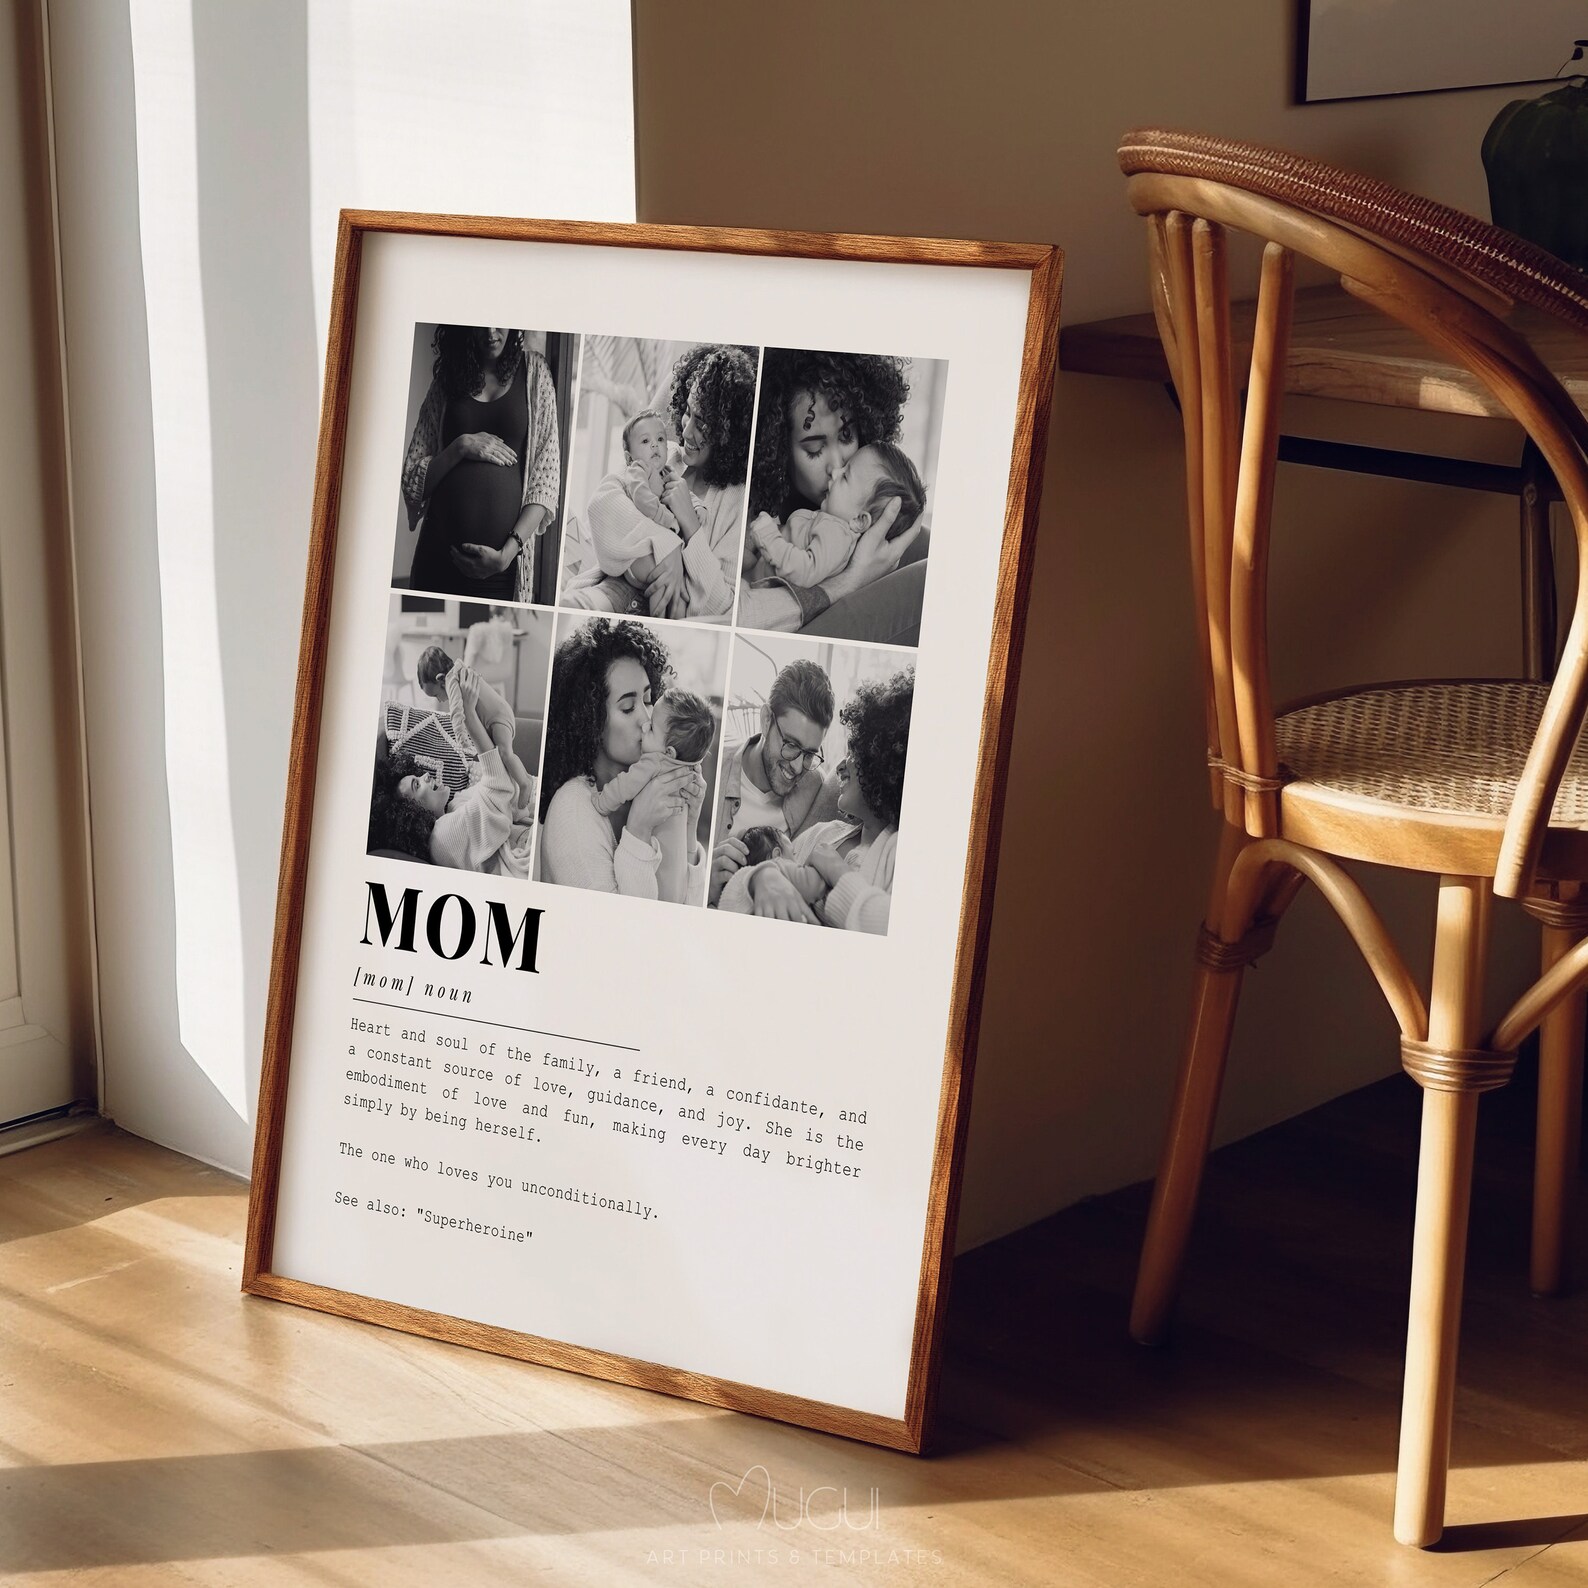 MOM
[mom] noun
Heart and soul of the family, a friend, a confidante, and
a constant source of love, guidance, and joy. She is the
embodiment of love and fun, making every day brighter
simply by being herself.
The one who loves you unconditionally.
See also: "Superheroine"
MUGUI
ART PRINTS & TEMPLATES